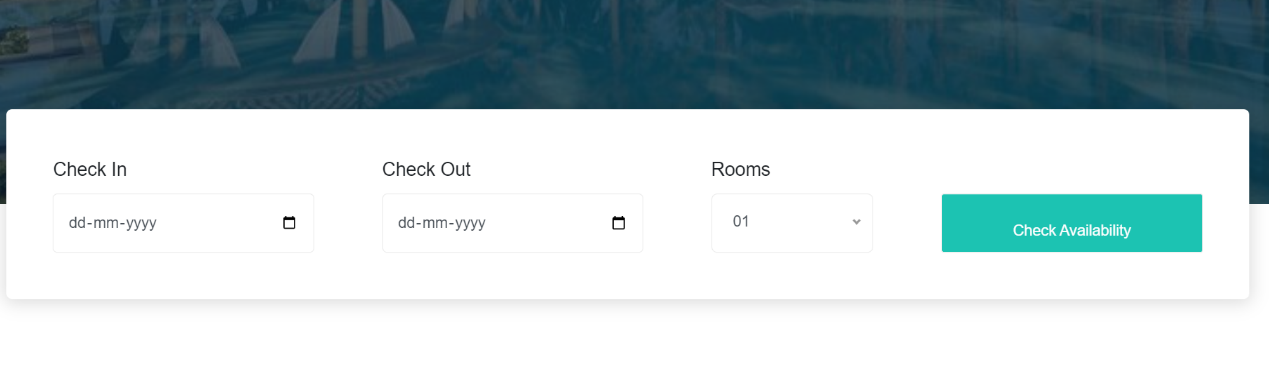 Check In
Check Out
Rooms
dd-mm-yyyy
dd-mm-yyyy
01
Check Availability